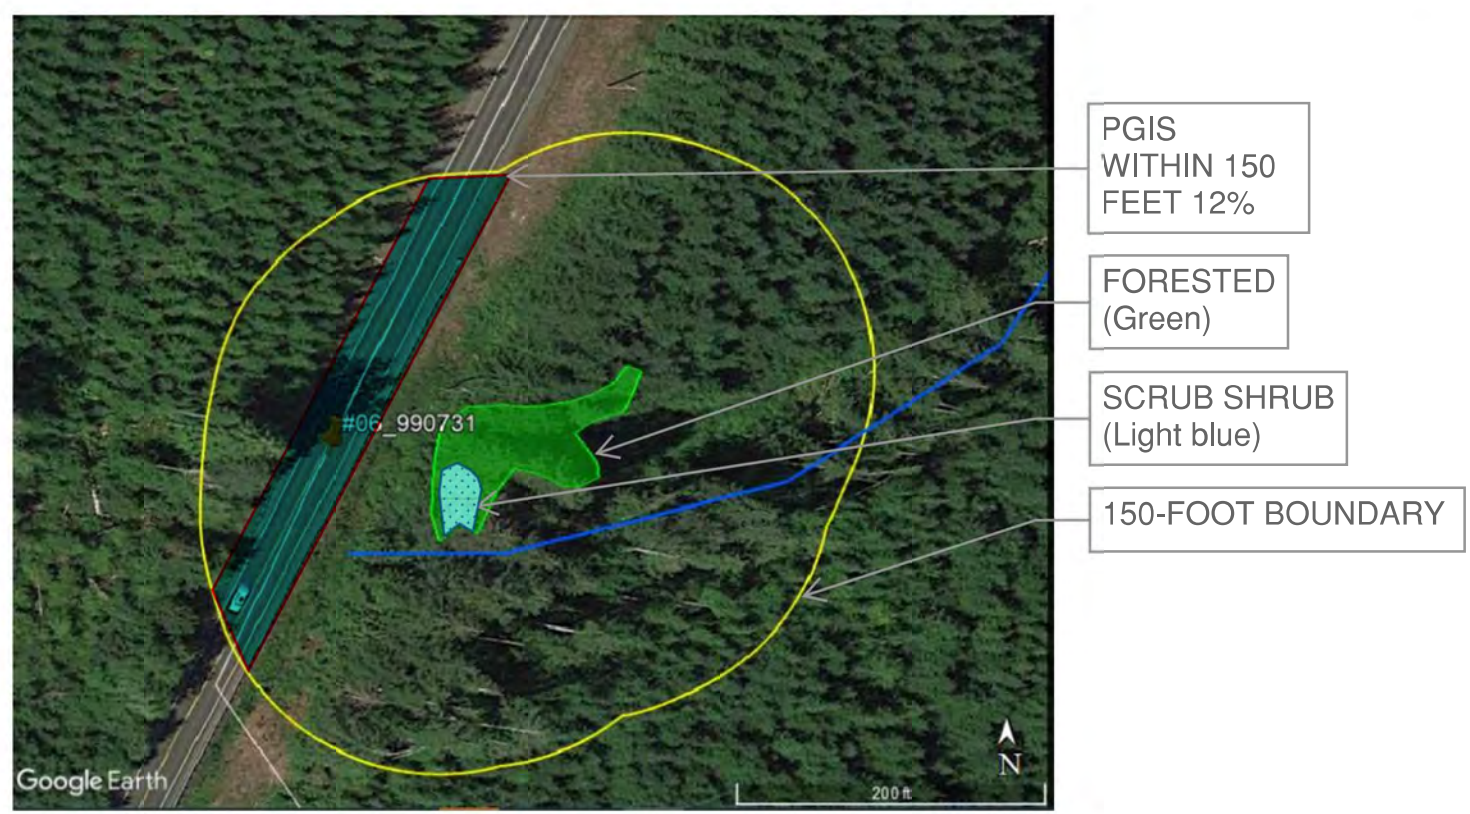 PGIS
WITHIN 150
FEET 12%
FORESTED
(Green)
SCRUB SHRUB
(Light blue)
150-FOOT BOUNDARY
#06_990731
Google Earth
N
200 ft